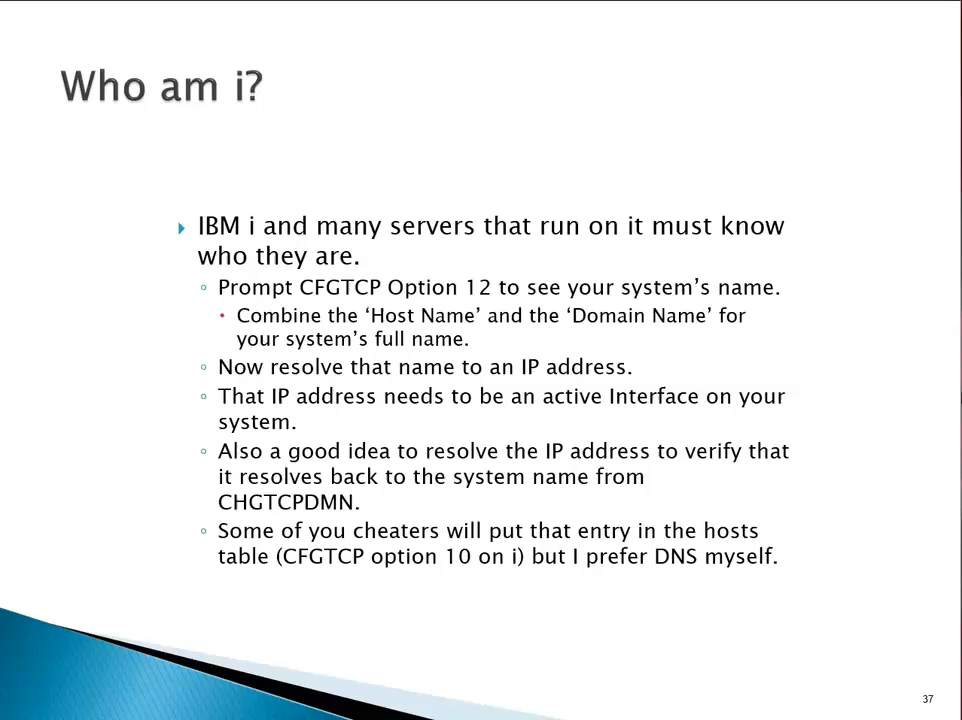 Who am i?
IBM i and many servers that run on it must know
who they are.
Prompt CFGTCP Option 12 to see your system's name.
Combine the ‘Host Name’ and the ‘Domain Name’ for
your system's full name.
Now resolve that name to an IP address.
That IP address needs to be an active Interface on your
system.
Also a good idea to resolve the IP address to verify that
it resolves back to the system name from
CHGTCPDMN.
Some of you cheaters will put that entry in the hosts
table (CFGTCP option 10 on i) but I prefer DNS myself.
37